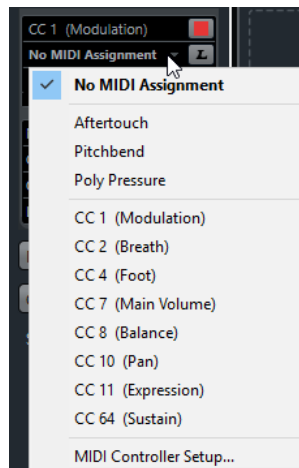 CC 1 (Modulation)
No MIDI Assignment L
No MIDI Assignment
Aftertouch
Pitchbend
Poly Pressure
CC 1 (Modulation)
CC 2 (Breath)
CC 4 (Foot)
CC 7 (Main Volume)
CC 8 (Balance)
CC 10 (Pan)
CC 11 (Expression)
CC 64 (Sustain)
MIDI Controller Setup...